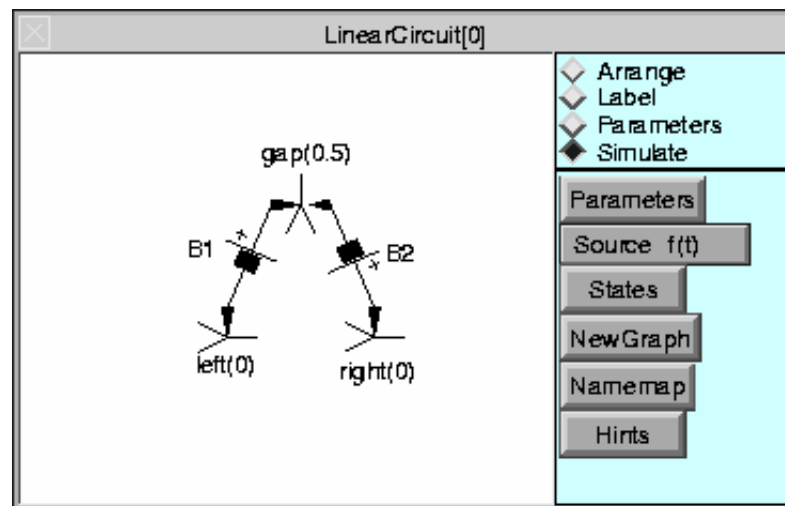 LinearCircuit[0]
Arrange
Label
Parameters
Simulate
gap(0.5)
B1
+
+
B2
left(0)
right(0)
Parameters
Source f(t)
States
NewGraph
Namemap
Hints